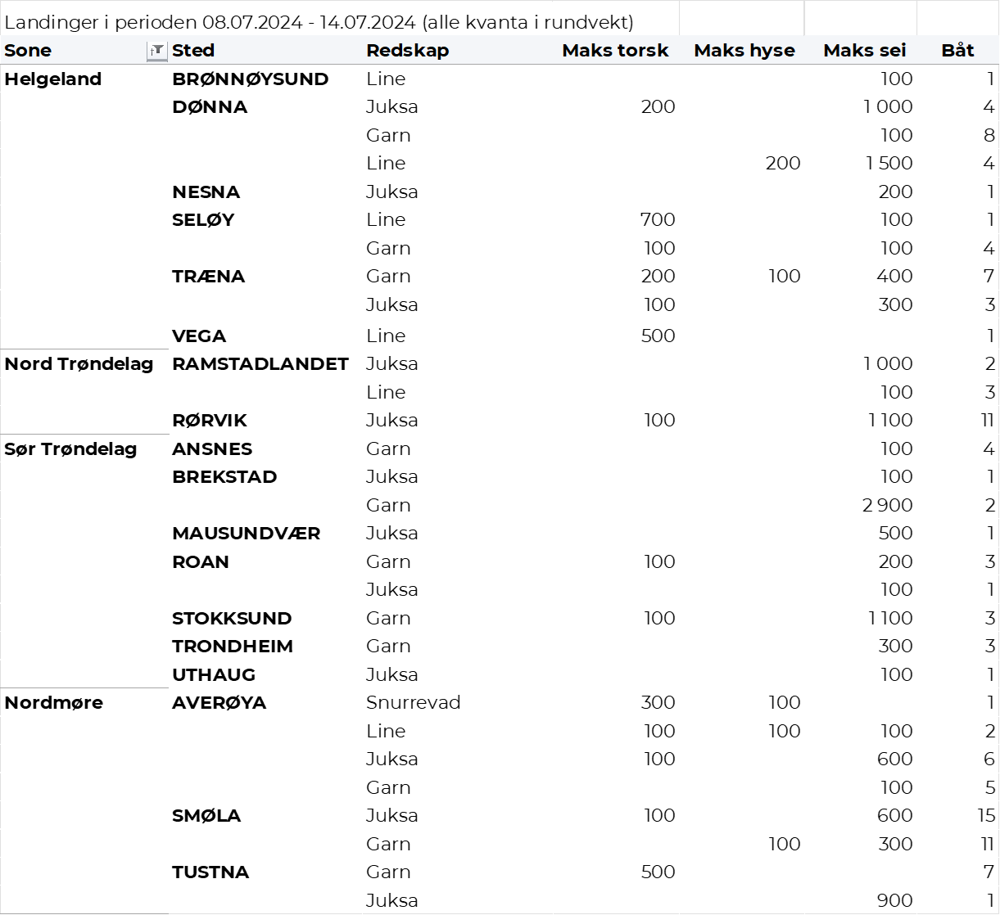 Landinger i perioden 08.07.2024 - 14.07.2024 (alle kvanta i rundvekt)
Sone Sted Redskap Maks torsk Maks hyse Maks sei Båt
Helgeland BRØNNØYSUND Line 100 1
DØNNA Juksa 200 1 000 4
Garn 100 8
Line 200 1 500 4
NESNA Juksa 200 1
SELØY Line 700 100 1
Garn 100 100 4
TRÆNA Garn 200 100 400 7
Juksa 100 300 3
VEGA Line 500 1
Nord Trøndelag RAMSTADLANDET Juksa 1 000 2
Line 100 3
RØRVIK Juksa 100 1 100 11
Sør Trøndelag ANSNES Garn 100 4
BREKSTAD Juksa 100 1
Garn 2 900 2
MAUSUNDVÆR Juksa 500 1
ROAN Garn 100 200 3
Juksa 100 1
STOKKSUND Garn 100 1 100 3
TRONDHEIM Garn 300 3
UTHAUG Juksa 100 1
Nordmøre AVERØYA Snurrevad 300 100 1
Line 100 100 100 2
Juksa 100 600 6
Garn 100 5
SMØLA Juksa 100 600 15
Garn 100 300 11
TUSTNA Garn 500 7
Juksa 900 1